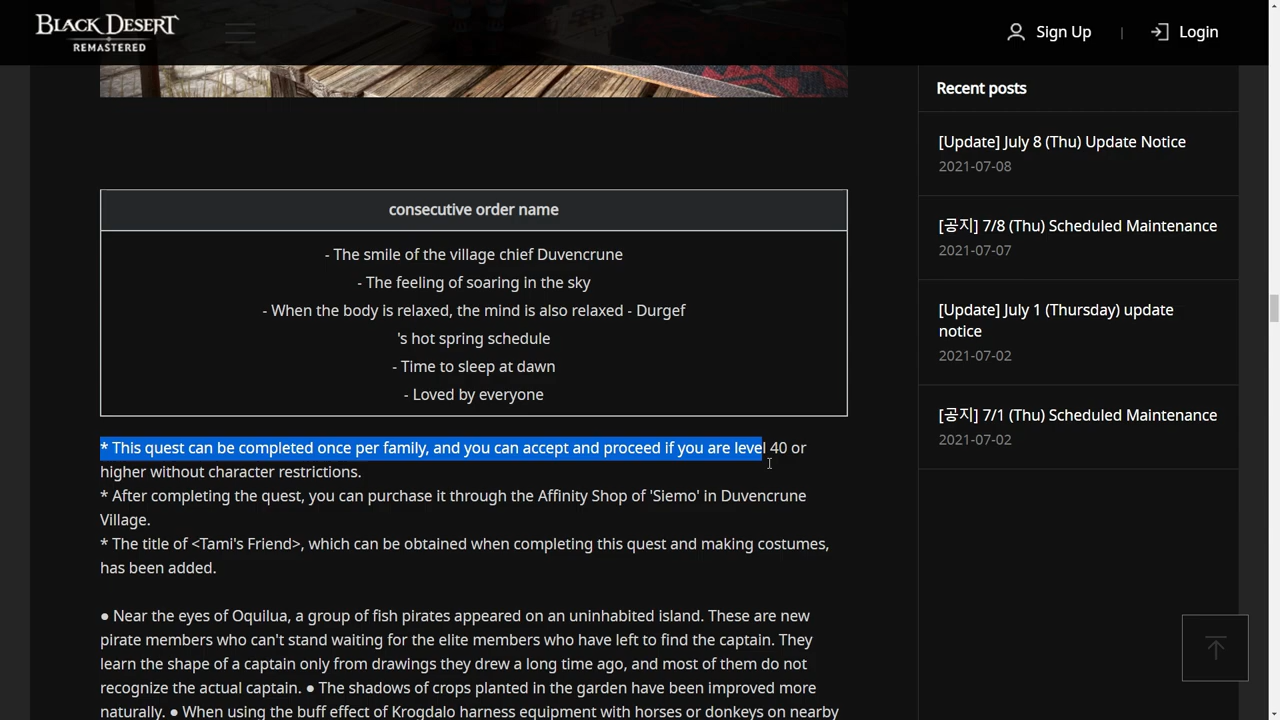 BLACK DESERT
REMASTERED
Sign Up
Login
Recent posts
[Update] July 8 (Thu) Update Notice
2021-07-08
[공지] 7/8 (Thu) Scheduled Maintenance
2021-07-07
[Update] July 1 (Thursday) update
notice
2021-07-02
[공지] 7/1 (Thu) Scheduled Maintenance
2021-07-02
consecutive order name
- The smile of the village chief Duvencrune
- The feeling of soaring in the sky
- When the body is relaxed, the mind is also relaxed - Durgef
's hot spring schedule
- Time to sleep at dawn
- Loved by everyone
* This quest can be completed once per family, and you can accept and proceed if you are level 40 or
higher without character restrictions.
* After completing the quest, you can purchase it through the Affinity Shop of 'Siemo' in Duvencrune
Village.
* The title of <Tami's Friend>, which can be obtained when completing this quest and making costumes,
has been added.
● Near the eyes of Oquilua, a group of fish pirates appeared on an uninhabited island. These are new
pirate members who can't stand waiting for the elite members who have left to find the captain. They
learn the shape of a captain only from drawings they drew a long time ago, and most of them do not
recognize the actual captain. ● The shadows of crops planted in the garden have been improved more
naturally. ● When using the buff effect of Krogdalo harness equipment with horses or donkeys on nearby